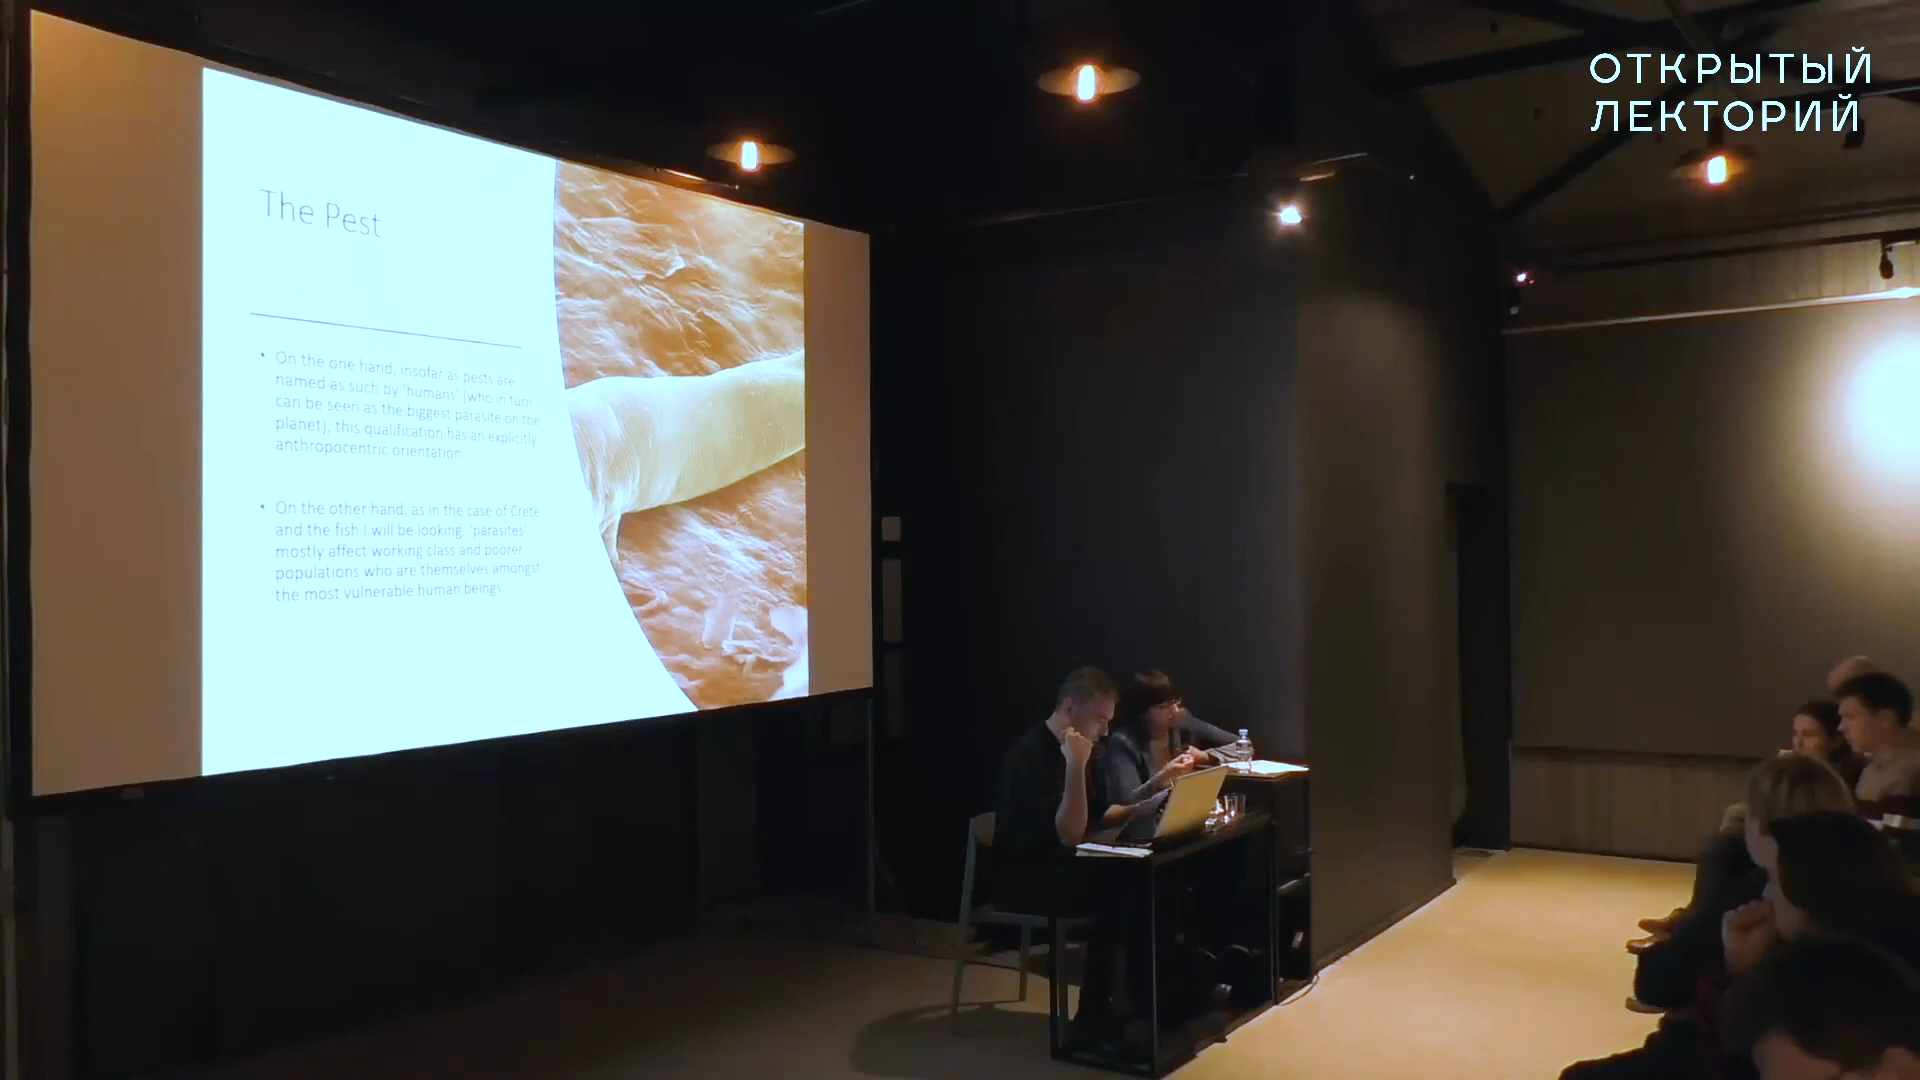 ОТКРЫТЫЙ
ЛЕКТОРИЙ
The Pest
• On the one hand, insofar as pests are
named as such by 'humans' (who in turn
can be seen as the biggest parasite on the
planet), this qualification has an explicitly
anthropocentric orientation
• On the other hand, as in the case of Crete
and the fish I will be looking, 'parasites'
mostly affect working class and poorer
populations who are themselves amongst
the most vulnerable human beings